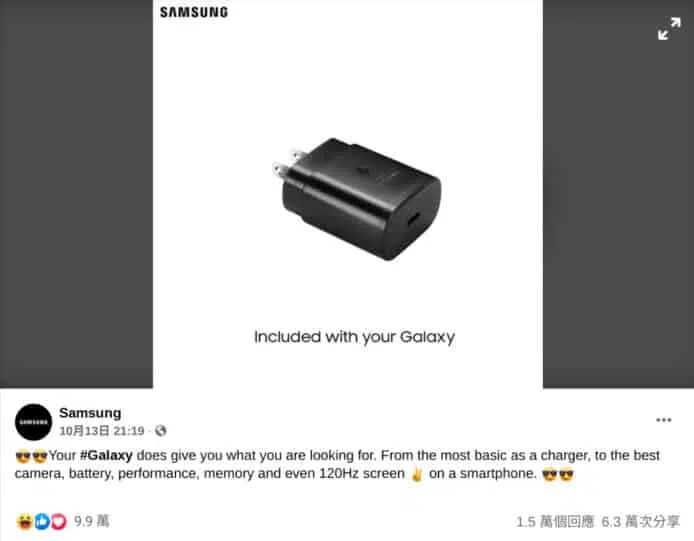 SAMSUNG
Included with your Galaxy
SAMSUNG
Samsung
10月13日 21:19 ·
😎😎Your #Galaxy does give you what you are looking for. From the most basic as a charger, to the best
camera, battery, performance, memory and even 120Hz screen ✌ on a smartphone. 😎😎
9.9 萬
1.5 萬個回應 6.3 萬次分享